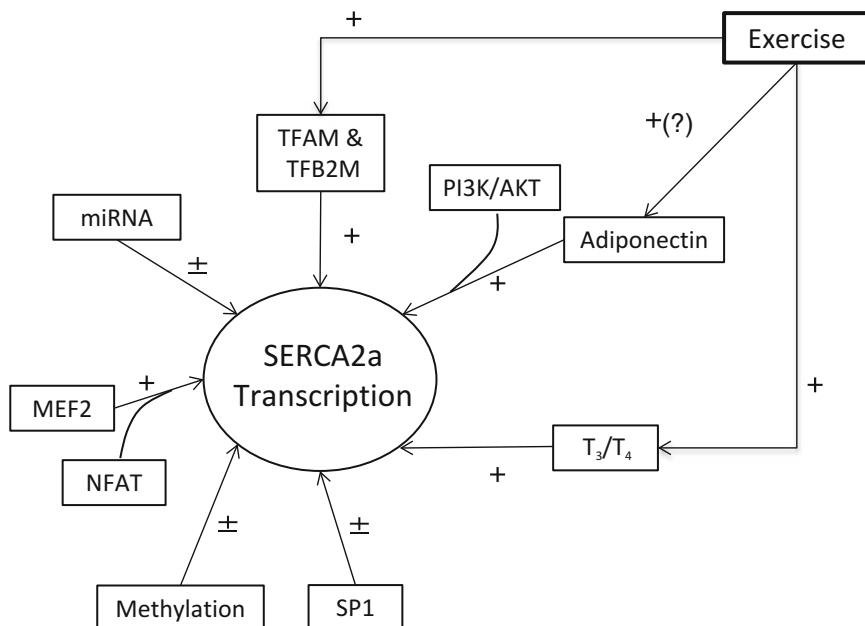 +
Exercise
+(?)
TFAM &
TFB2M
PI3K/AKT
miRNA
+
Adiponectin
±
+
SERCA2a
Transcription
+
MEF2
+
T₃/T₄
NFAT
+
±
±
Methylation
SP1